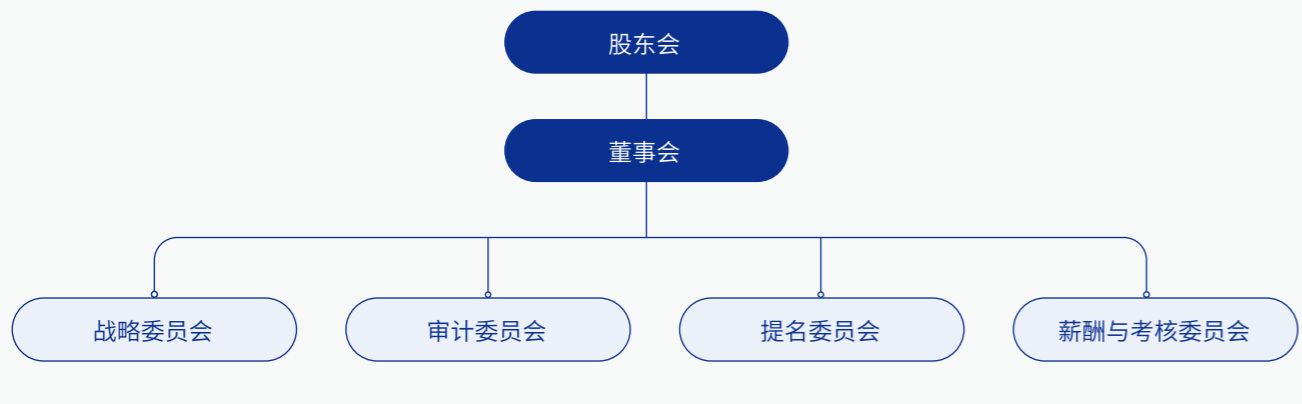 股东会
董事会
战略委员会
审计委员会
提名委员会
薪酬与考核委员会